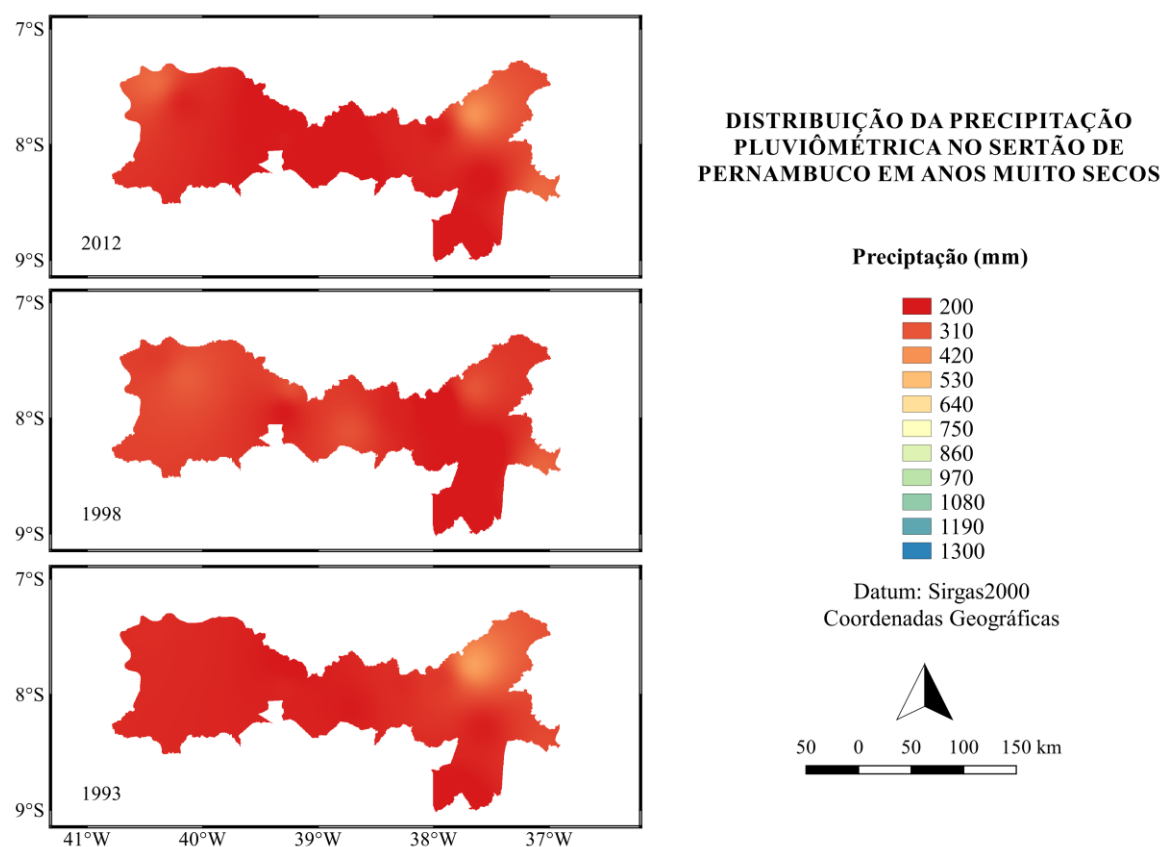 7°S
8°S
9°S
2012
7°S
8°S
9°S
1998
7°S
8°S
9°S
1993
41°W 40°W 39°W 38°W 37°W
DISTRIBUIÇÃO DA PRECIPITAÇÃO
PLUVIÔMÉTRICA NO SERTÃO DE
PERNAMBUCO EM ANOS MUITO SECOS
Preciptação (mm)
200
310
420
530
640
750
860
970
1080
1190
1300
Datum: Sirgas2000
Coordenadas Geográficas
50 0 50 100 150 km